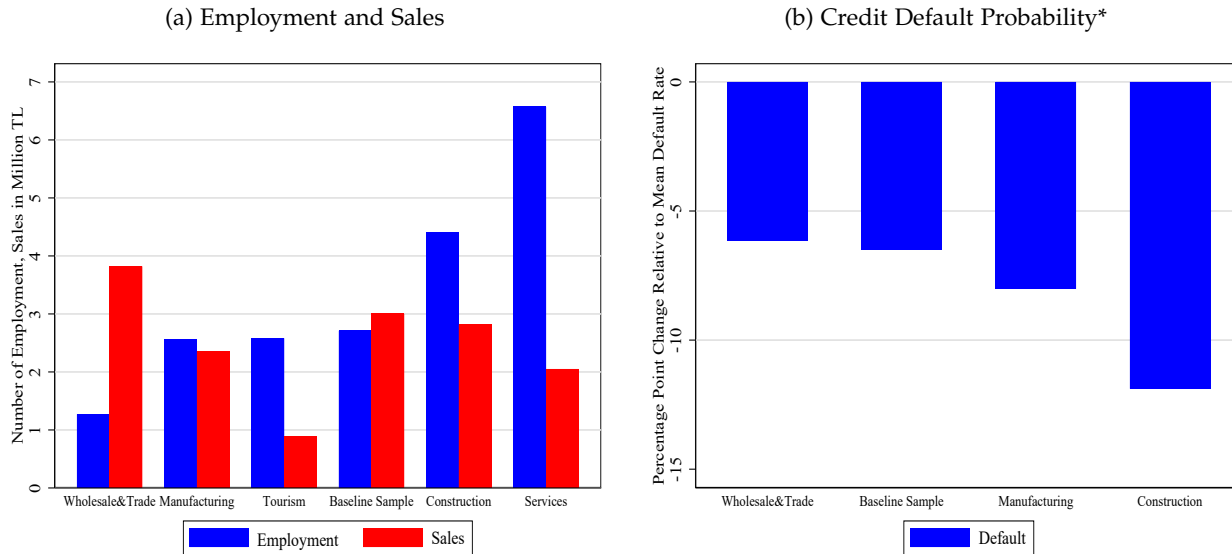 (a) Employment and Sales
Number of Employment, Sales in Million TL
7
6
5
4
3
2
1
0
Wholesale&Trade Manufacturing Tourism Baseline Sample Construction Services
Employment Sales
(b) Credit Default Probability*
Percentage Point Change Relative to Mean Default Rate
0
-5
-10
-15
Wholesale&Trade Baseline Sample Manufacturing Construction
Default